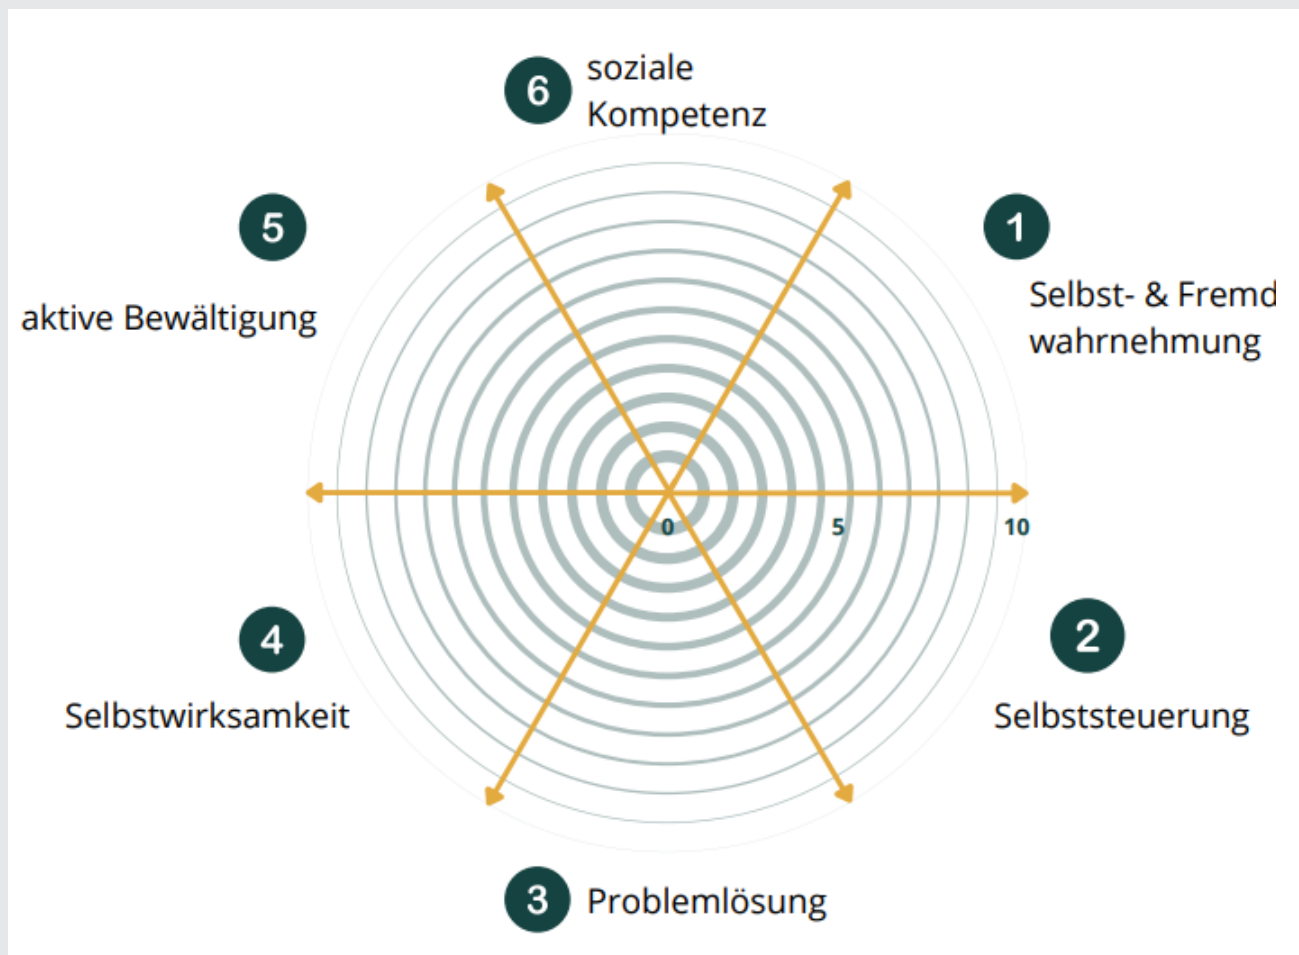 6
soziale
Kompetenz
5
1
aktive Bewältigung
Selbst- & Fremd
wahrnehmung
0
5
10
4
2
Selbstwirksamkeit
Selbststeuerung
3
Problemlösung